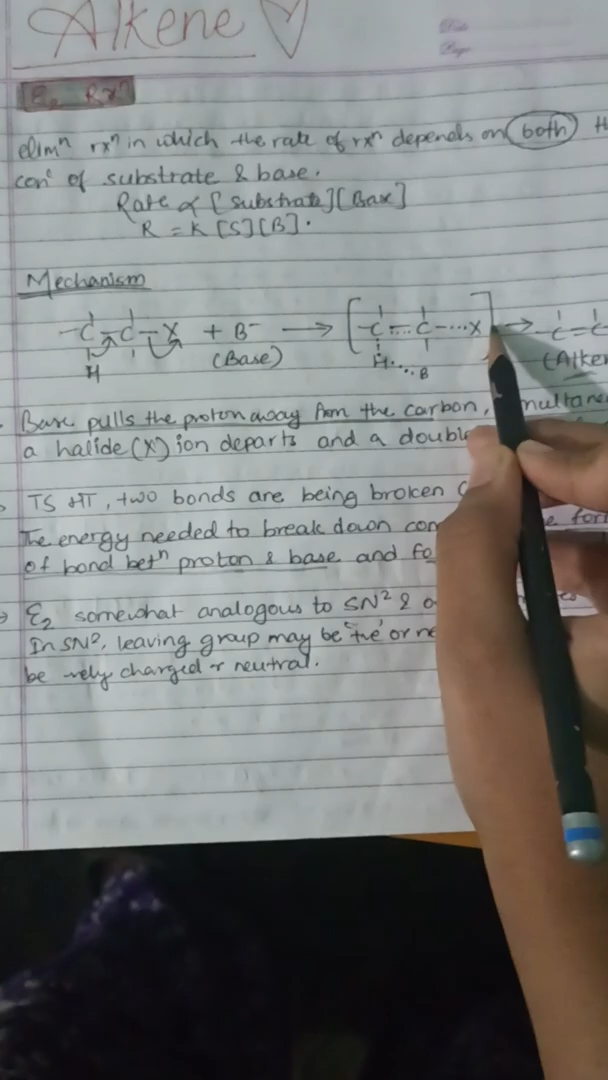 Alkene ♡
Date
Page
E₂ Rxⁿ
elimⁿ rxⁿ in which the rate of rxⁿ depends on both
conᶜ of substrate & base.
Rate ∝ [Substrate][Base]
R = K [S][B].
Mechanism
-C-C-X + B⁻ → [-C---C----X] → -C=C
H (Base) H....B (Alke
Base pulls the proton away from the carbon,
a halide (X) ion departs and a double
TS, two bonds are being broken
The energy needed to break down
of bond betⁿ proton & base and
E₂ somewhat analogous to SN² &
In SN², leaving group may be +ve or
be -vely charged or neutral.